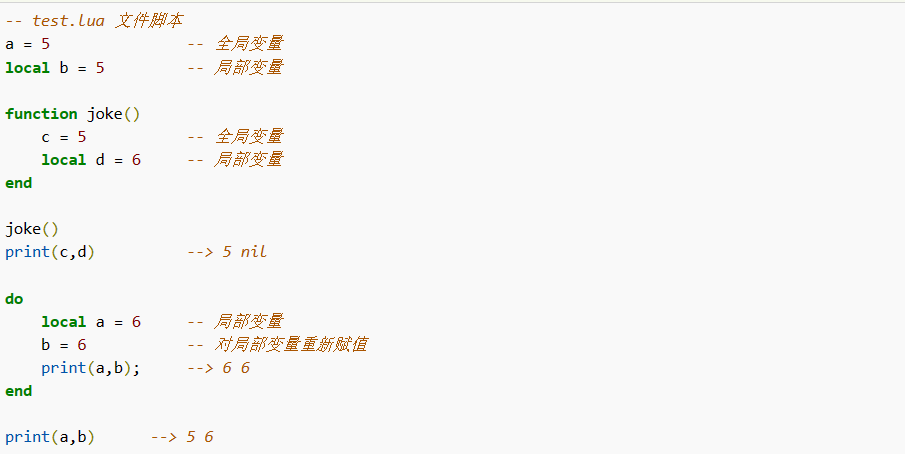 -- test.lua 文件脚本
a = 5               -- 全局变量
local b = 5         -- 局部变量

function joke()
    c = 5           -- 全局变量
    local d = 6     -- 局部变量
end

joke()
print(c,d)          --> 5 nil

do
    local a = 6     -- 局部变量
    b = 6           -- 对局部变量重新赋值
    print(a,b);     --> 6 6
end

print(a,b)      --> 5 6